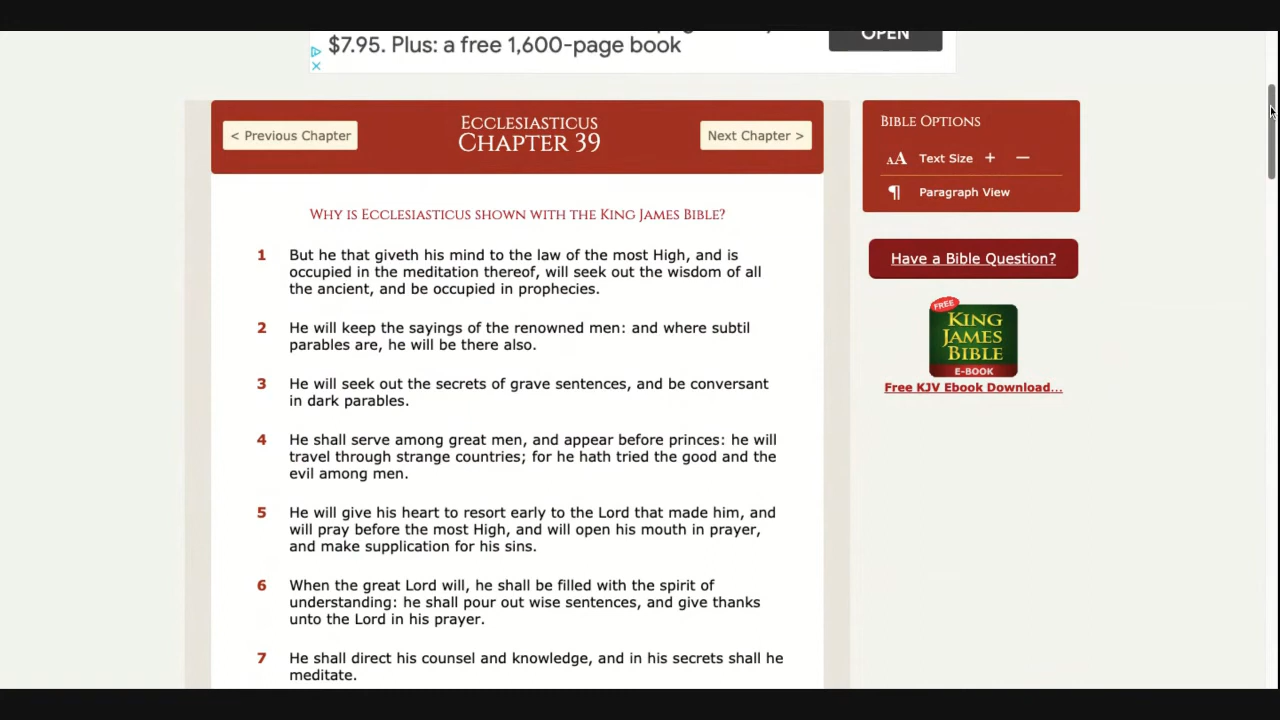 $7.95. Plus: a free 1,600-page book
OPEN
< Previous Chapter
Ecclesiasticus
Chapter 39
Next Chapter >
Why is Ecclesiasticus shown with the King James Bible?
1 But he that giveth his mind to the law of the most High, and is
occupied in the meditation thereof, will seek out the wisdom of all
the ancient, and be occupied in prophecies.
2 He will keep the sayings of the renowned men: and where subtil
parables are, he will be there also.
3 He will seek out the secrets of grave sentences, and be conversant
in dark parables.
4 He shall serve among great men, and appear before princes: he will
travel through strange countries; for he hath tried the good and the
evil among men.
5 He will give his heart to resort early to the Lord that made him, and
will pray before the most High, and will open his mouth in prayer,
and make supplication for his sins.
6 When the great Lord will, he shall be filled with the spirit of
understanding: he shall pour out wise sentences, and give thanks
unto the Lord in his prayer.
7 He shall direct his counsel and knowledge, and in his secrets shall he
meditate.
Bible Options
AA Text Size + —
¶ Paragraph View
Have a Bible Question?
FREE
King
James
Bible
E-BOOK
Free KJV Ebook Download...